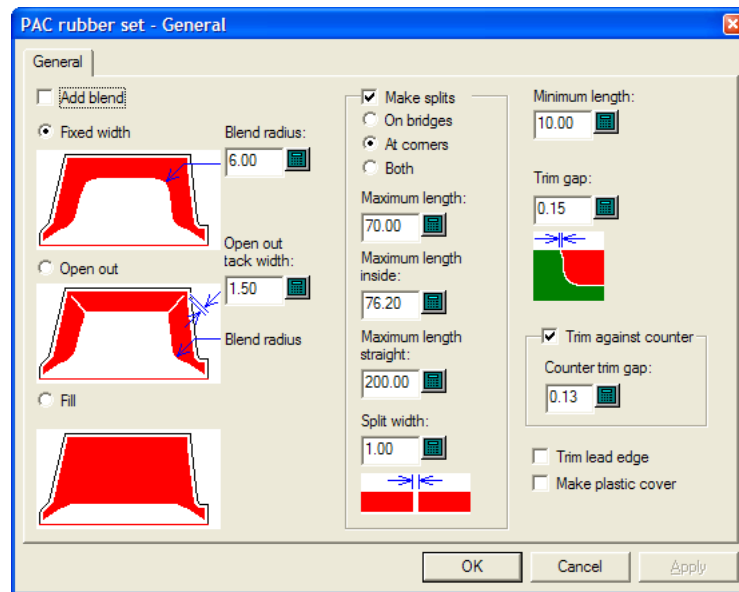 PAC rubber set - General
General
Add blend
Fixed width
Blend radius:
6.00
Open out
Open out
tack width:
1.50
Blend radius
Fill
Make splits
On bridges
At corners
Both
Maximum length:
70.00
Maximum length
inside:
76.20
Maximum length
straight:
200.00
Split width:
1.00
Minimum length:
10.00
Trim gap:
0.15
Trim against counter
Counter trim gap:
0.13
Trim lead edge
Make plastic cover
OK
Cancel
Apply